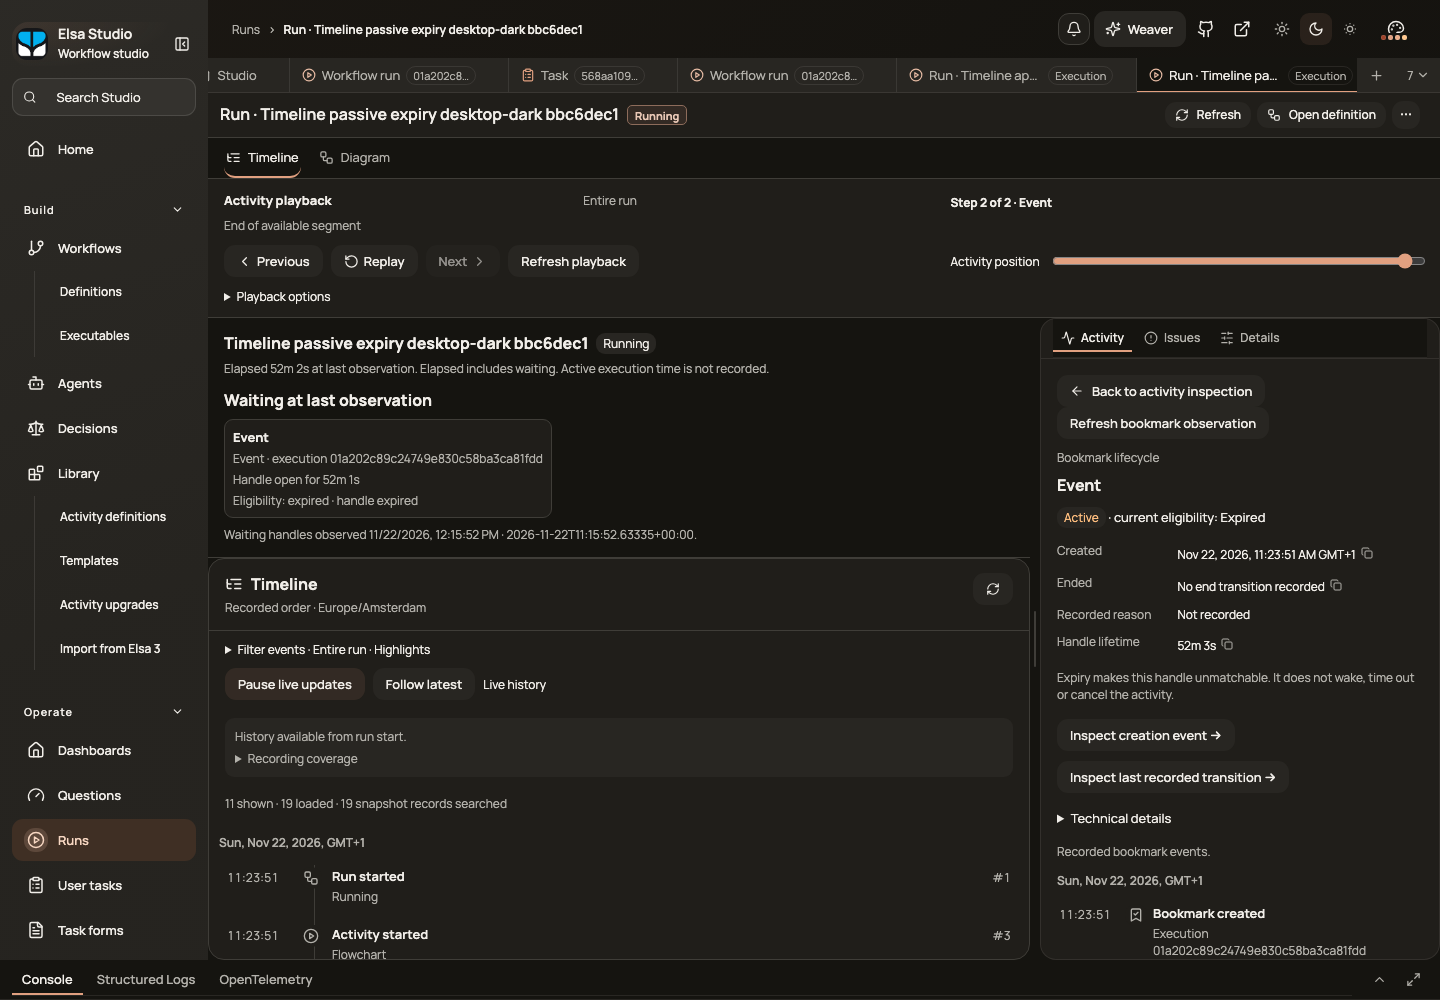 Elsa Studio
Workflow studio
Search Studio
Home
Build
Workflows
Definitions
Executables
Agents
Decisions
Library
Activity definitions
Templates
Activity upgrades
Import from Elsa 3
Operate
Dashboards
Questions
Runs
User tasks
Task forms
Runs › Run · Timeline passive expiry desktop-dark bbc6dec1
Weaver
Studio
Workflow run 01a202c8...
Task 568aa109...
Workflow run 01a202c8...
Run · Timeline ap... Execution
Run · Timeline pa... Execution
7
Run · Timeline passive expiry desktop-dark bbc6dec1 Running
Refresh
Open definition
Timeline
Diagram
Activity playback
Entire run
Step 2 of 2 · Event
End of available segment
Previous
Replay
Next
Refresh playback
Activity position
Playback options
Timeline passive expiry desktop-dark bbc6dec1 Running
Elapsed 52m 2s at last observation. Elapsed includes waiting. Active execution time is not recorded.
Waiting at last observation
Event
Event · execution 01a202c89c24749e830c58ba3ca81fdd
Handle open for 52m 1s
Eligibility: expired · handle expired
Waiting handles observed 11/22/2026, 12:15:52 PM · 2026-11-22T11:15:52.63335+00:00.
Timeline
Recorded order · Europe/Amsterdam
Filter events · Entire run · Highlights
Pause live updates
Follow latest
Live history
History available from run start.
Recording coverage
11 shown · 19 loaded · 19 snapshot records searched
Sun, Nov 22, 2026, GMT+1
11:23:51 Run started #1
Running
11:23:51 Activity started #3
Flowchart
Activity
Issues
Details
Back to activity inspection
Refresh bookmark observation
Bookmark lifecycle
Event
Active · current eligibility: Expired
Created Nov 22, 2026, 11:23:51 AM GMT+1
Ended No end transition recorded
Recorded reason Not recorded
Handle lifetime 52m 3s
Expiry makes this handle unmatchable. It does not wake, time out
or cancel the activity.
Inspect creation event →
Inspect last recorded transition →
Technical details
Recorded bookmark events.
Sun, Nov 22, 2026, GMT+1
11:23:51 Bookmark created
Execution
01a202c89c24749e830c58ba3ca81fdd
Console
Structured Logs
OpenTelemetry